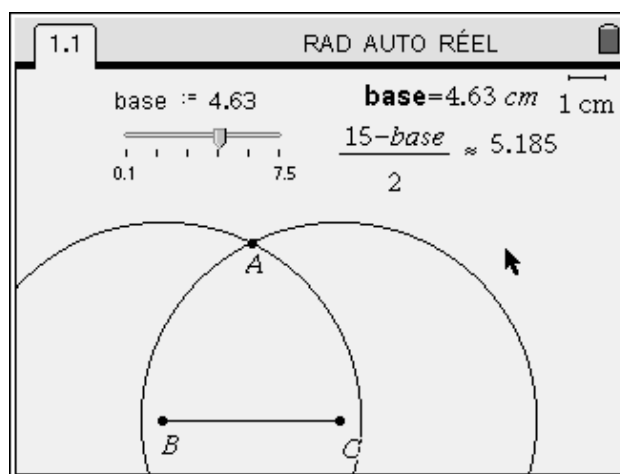 1.1 RAD AUTO RÉEL
base := 4.63
0.1 7.5
base=4.63 cm
1 cm
15-base
2
≈ 5.185
A
B
C